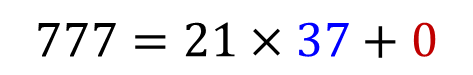 777 = 21 × 37 + 0